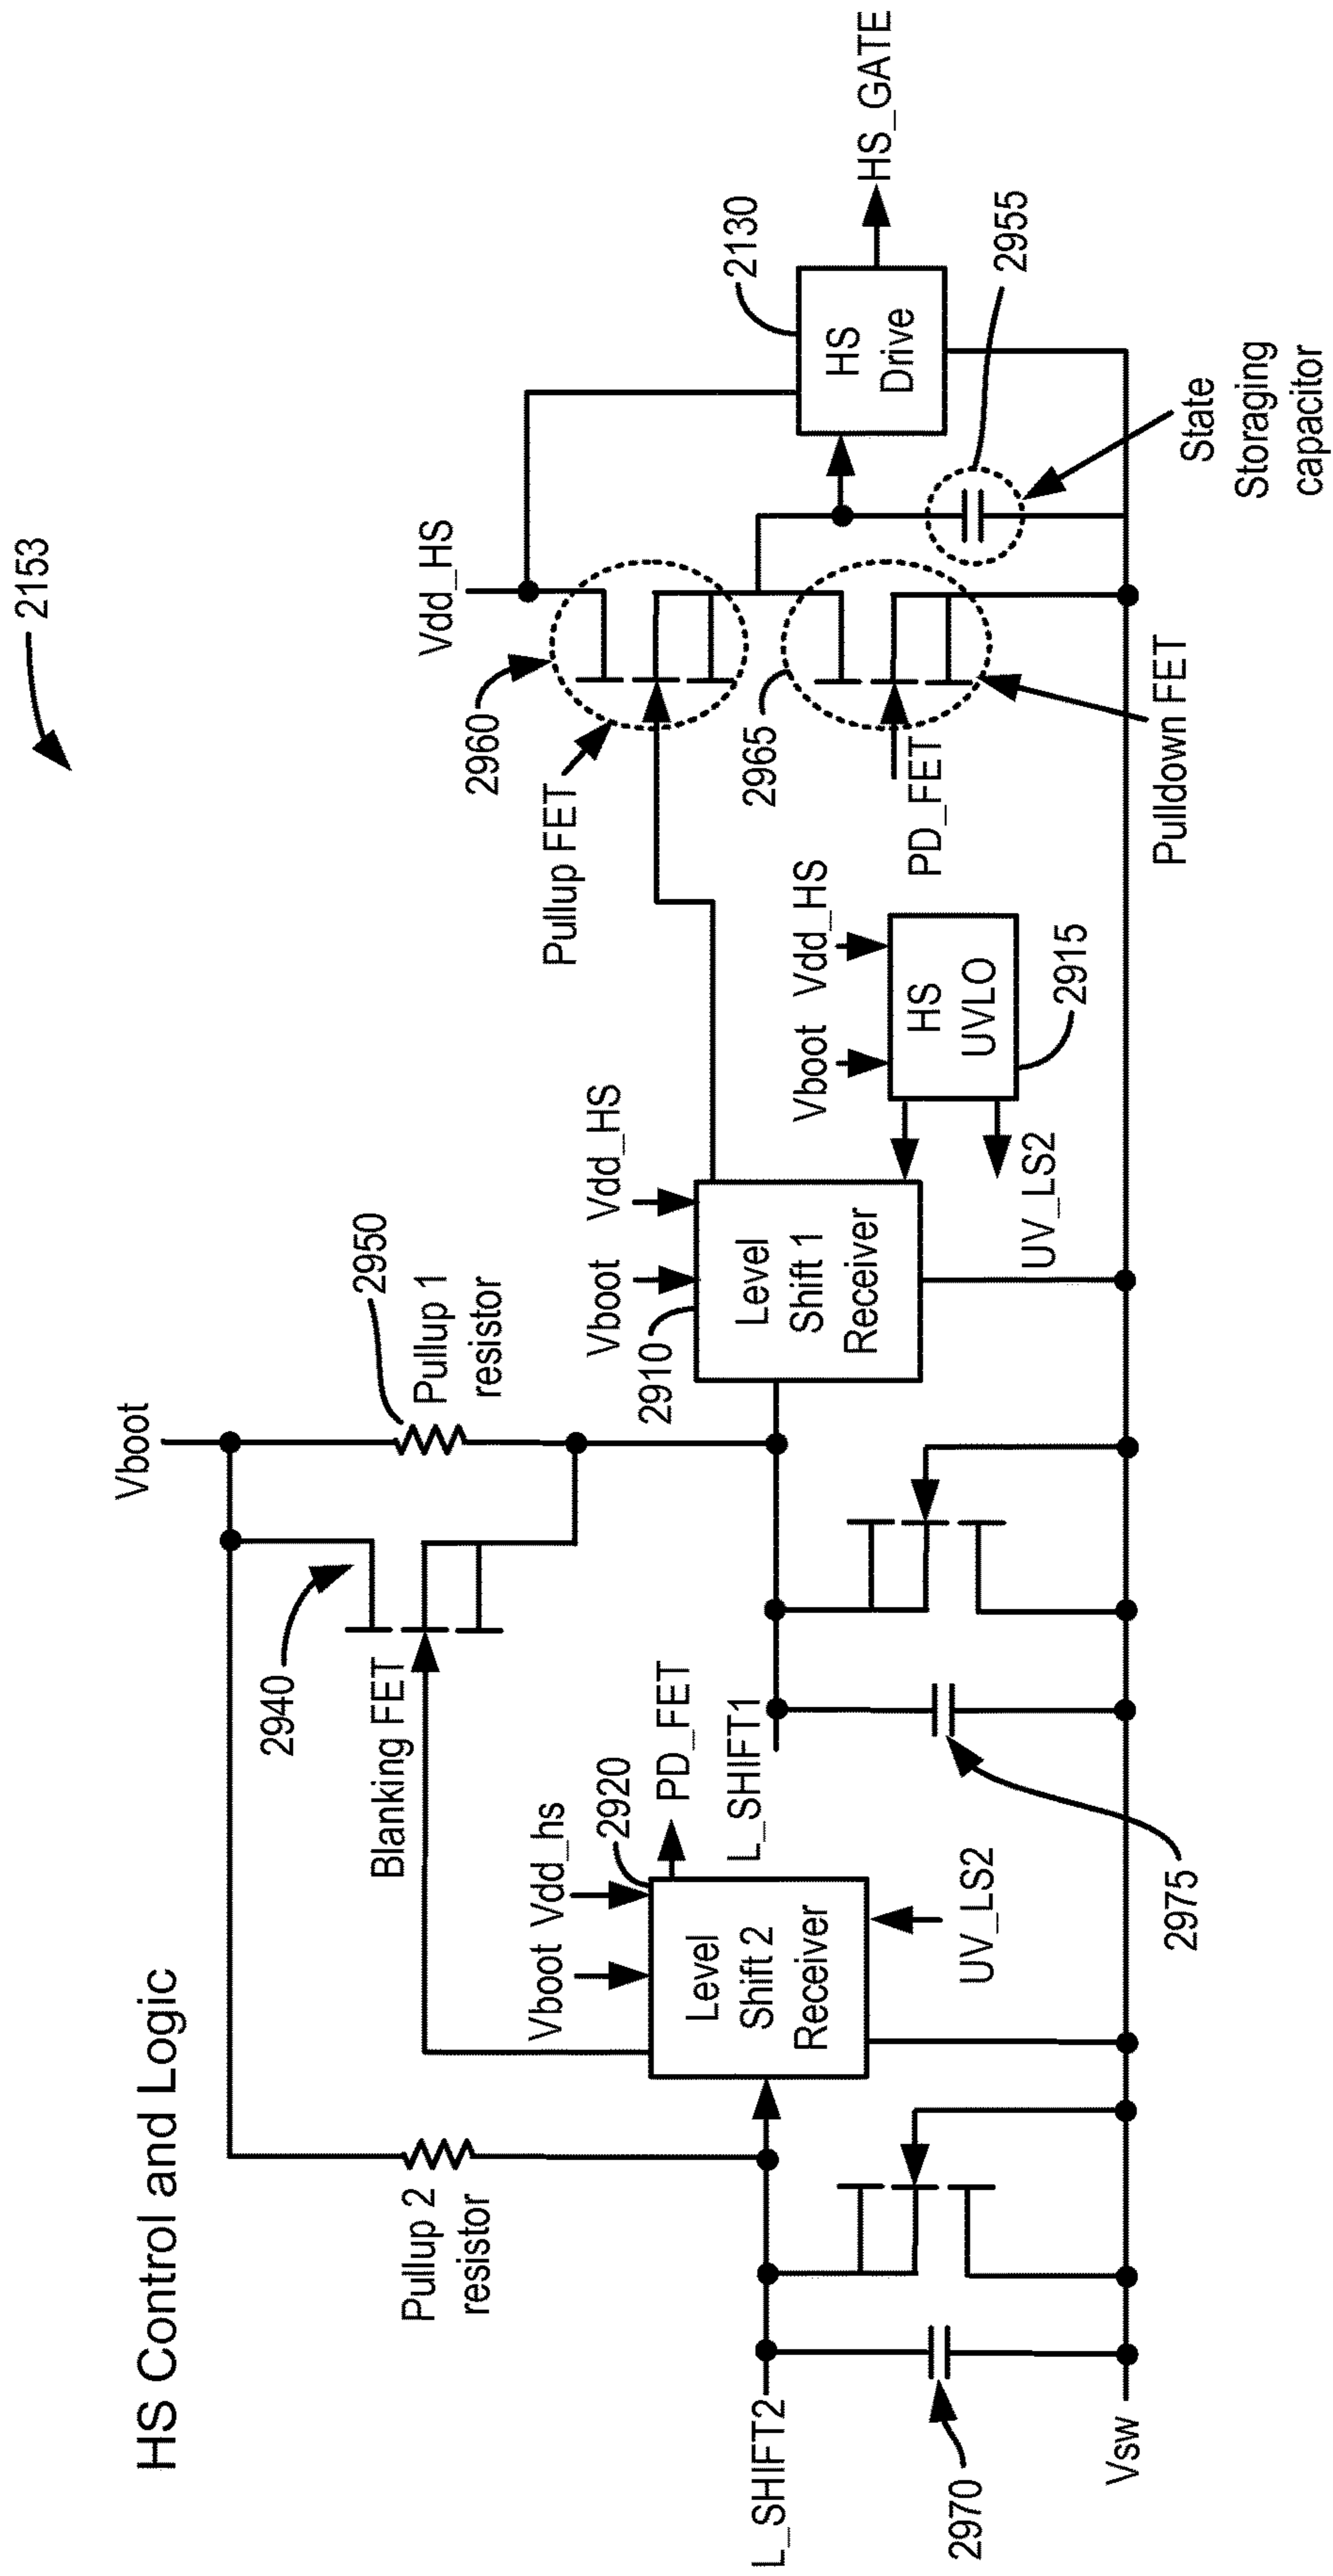 HS Control and Logic
2153
Vboot
2940
Blanking FET
2950
Pullup 1
resistor
Pullup 2
resistor
Vboot
Vdd_hs
2920
PD_FET
Level
Shift 2
Receiver
UV_LS2
L_SHIFT2
L_SHIFT1
2970
2975
Vsw
Vboot
Vdd_HS
2910
Level
Shift 1
Receiver
Vboot
Vdd_HS
HS
UVLO
2915
UV_LS2
Vdd_HS
2960
Pullup FET
2965
PD_FET
Pulldown FET
2130
HS
Drive
HS_GATE
2955
State
Storaging
capacitor